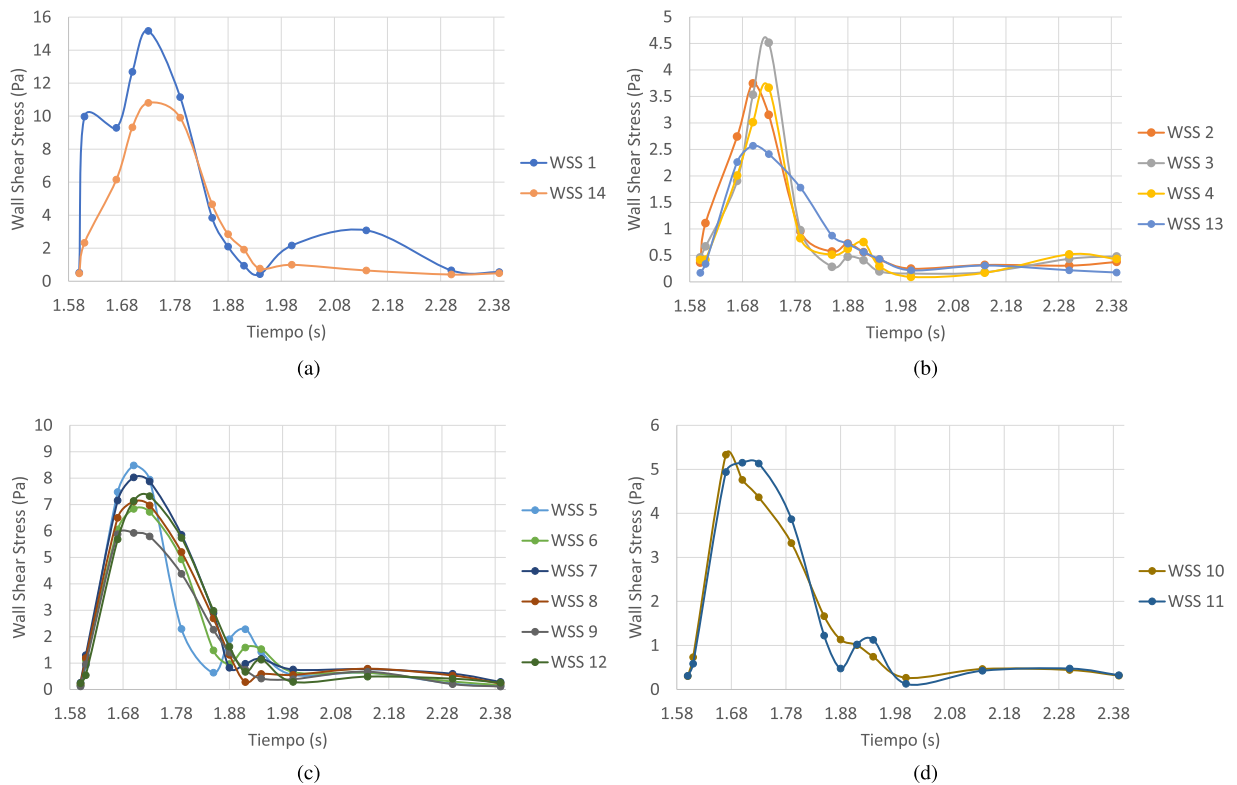 16
14
12
10
8
6
4
2
0
Wall Shear Stress (Pa)
1.58 1.68 1.78 1.88 1.98 2.08 2.18 2.28 2.38
Tiempo (s)
WSS 1
WSS 14
(a)
5
4.5
4
3.5
3
2.5
2
1.5
1
0.5
0
Wall Shear Stress (Pa)
1.58 1.68 1.78 1.88 1.98 2.08 2.18 2.28 2.38
Tiempo (s)
WSS 2
WSS 3
WSS 4
WSS 13
(b)
10
9
8
7
6
5
4
3
2
1
0
Wall Shear Stress (Pa)
1.58 1.68 1.78 1.88 1.98 2.08 2.18 2.28 2.38
Tiempo (s)
WSS 5
WSS 6
WSS 7
WSS 8
WSS 9
WSS 12
(c)
6
5
4
3
2
1
0
Wall Shear Stress (Pa)
1.58 1.68 1.78 1.88 1.98 2.08 2.18 2.28 2.38
Tiempo (s)
WSS 10
WSS 11
(d)